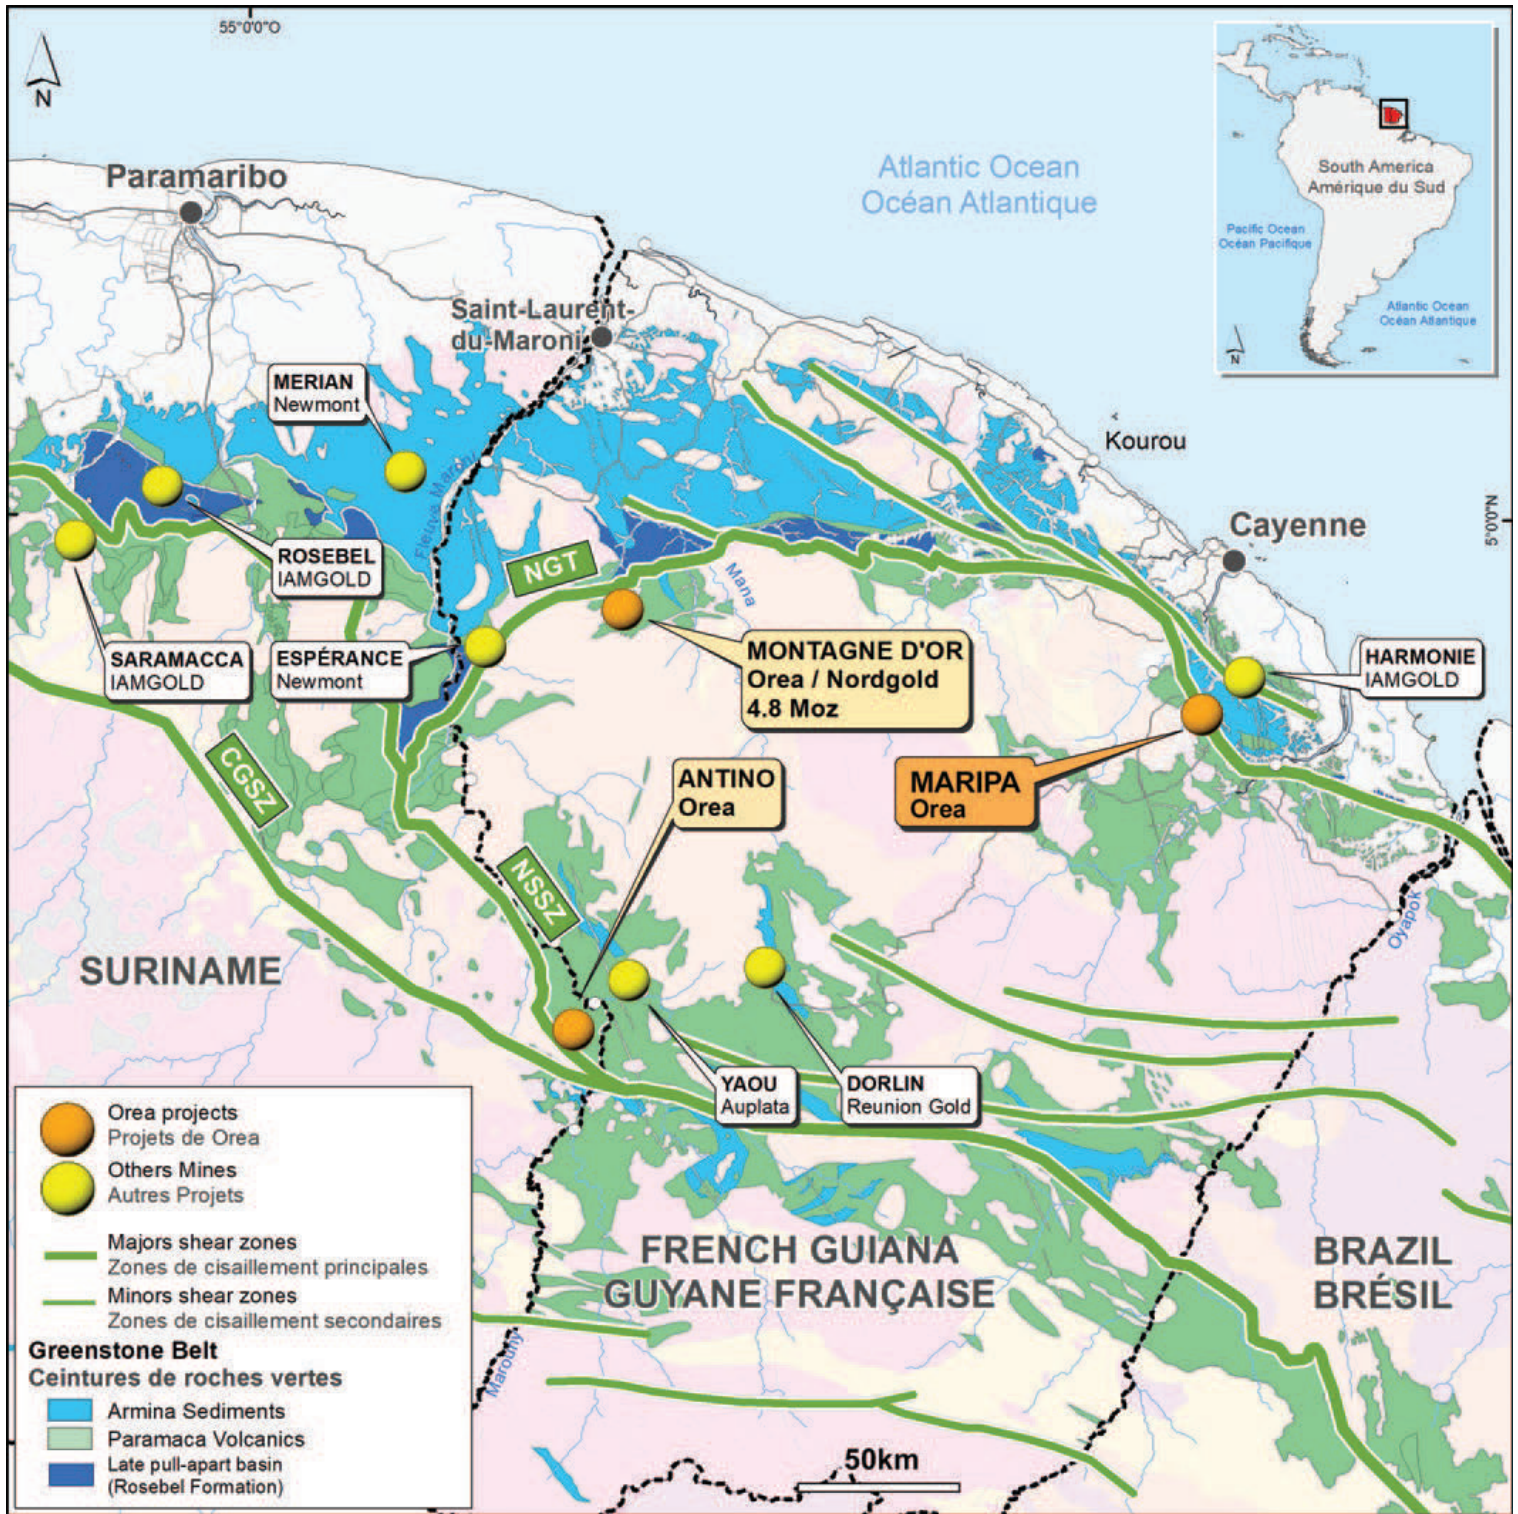 55°0'0"O
N
Paramaribo
Atlantic Ocean
Océan Atlantique
South America
Amérique du Sud
Pacific Ocean
Océan Pacifique
Atlantic Ocean
Océan Atlantique
N
Saint-Laurent-
du-Maroni
MERIAN
Newmont
Kourou
Cayenne
5°0'0"N
Fleuve Maroni
ROSEBEL
IAMGOLD
NGT
Mana
SARAMACCA
IAMGOLD
ESPÉRANCE
Newmont
MONTAGNE D'OR
Orea / Nordgold
4.8 Moz
HARMONIE
IAMGOLD
CGSZ
ANTINO
Orea
MARIPA
Orea
NSSZ
Oyapok
SURINAME
YAOU
Auplata
DORLIN
Reunion Gold
Orea projects
Projets de Orea
Others Mines
Autres Projets
Majors shear zones
Zones de cisaillement principales
Minors shear zones
Zones de cisaillement secondaires
Greenstone Belt
Ceintures de roches vertes
Armina Sediments
Paramaca Volcanics
Late pull-apart basin
(Rosebel Formation)
FRENCH GUIANA
GUYANE FRANÇAISE
BRAZIL
BRÉSIL
Marouny
50km